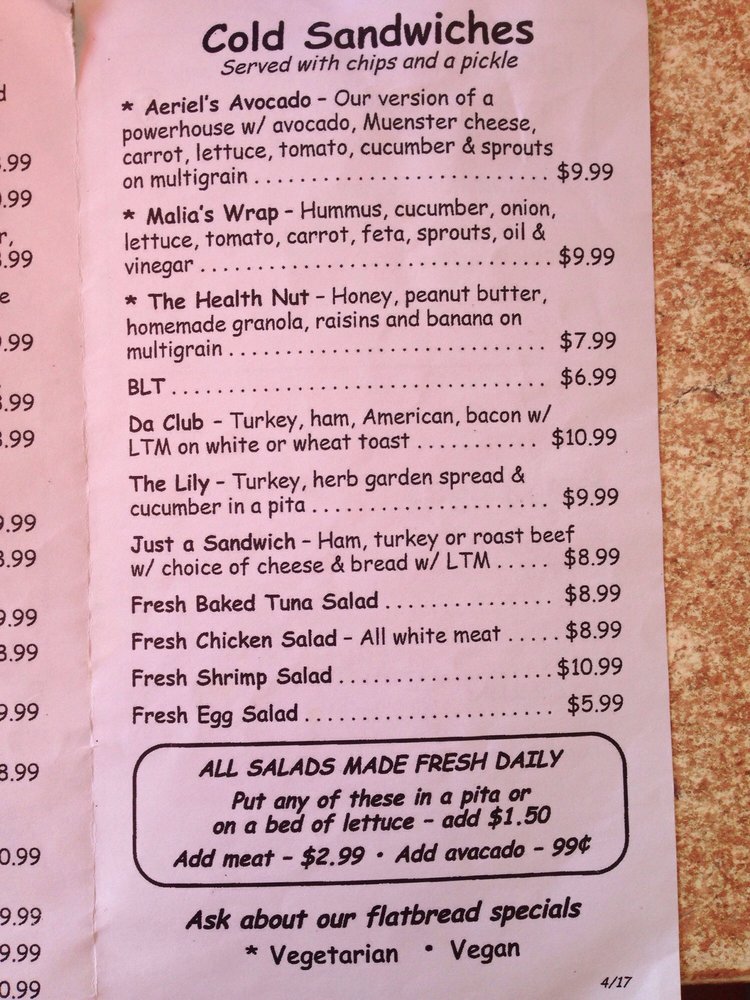 Cold Sandwiches
Served with chips and a pickle
* Aeriel's Avocado - Our version of a
powerhouse w/ avocado, Muenster cheese,
carrot, lettuce, tomato, cucumber & sprouts
on multigrain ............................. $9.99
* Malia's Wrap - Hummus, cucumber, onion,
lettuce, tomato, carrot, feta, sprouts, oil &
vinegar .................................. $9.99
* The Health Nut - Honey, peanut butter,
homemade granola, raisins and banana on
multigrain ............................... $7.99
BLT ..................................... $6.99
Da Club - Turkey, ham, American, bacon w/
LTM on white or wheat toast ........... $10.99
The Lily - Turkey, herb garden spread &
cucumber in a pita ....................... $9.99
Just a Sandwich - Ham, turkey or roast beef
w/ choice of cheese & bread w/ LTM ..... $8.99
Fresh Baked Tuna Salad ................ $8.99
Fresh Chicken Salad - All white meat ..... $8.99
Fresh Shrimp Salad ..................... $10.99
Fresh Egg Salad ........................ $5.99
ALL SALADS MADE FRESH DAILY
Put any of these in a pita or
on a bed of lettuce - add $1.50
Add meat - $2.99 • Add avacado - 99¢
Ask about our flatbread specials
* Vegetarian • Vegan
4/17